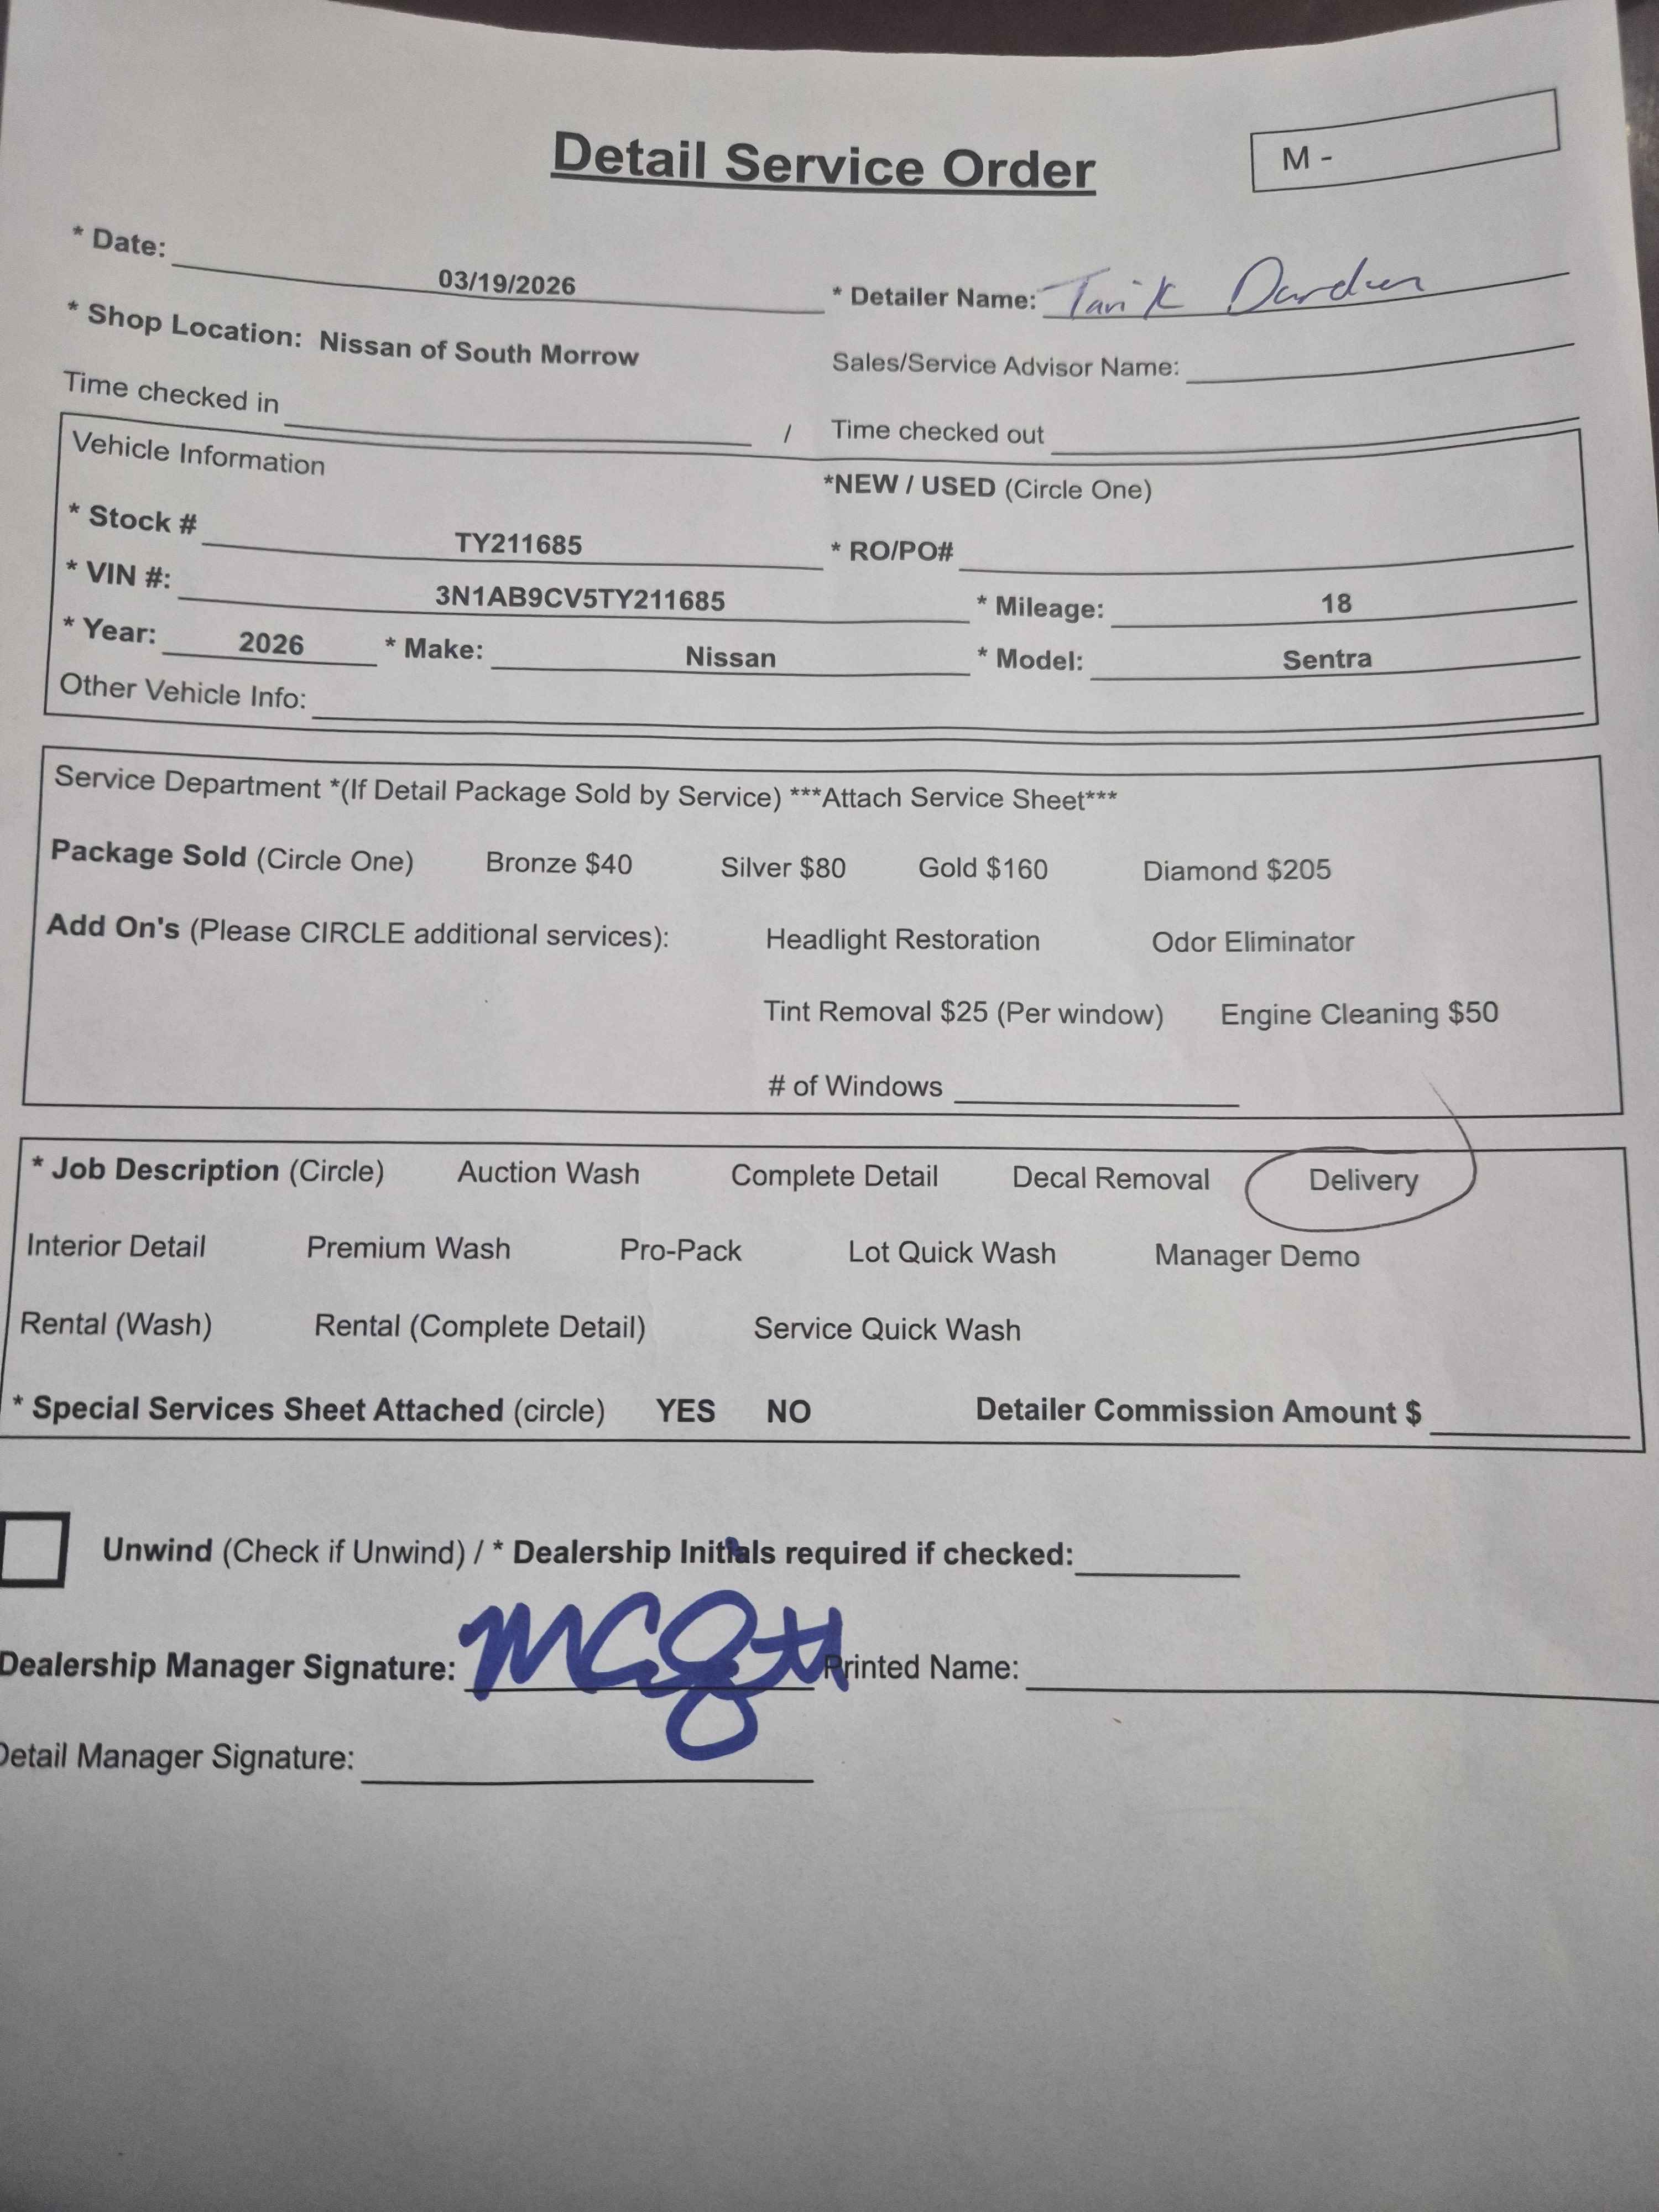 Detail Service Order
M -
* Date: 03/19/2026
* Detailer Name: Tarik Darden
* Shop Location: Nissan of South Morrow
Sales/Service Advisor Name:
Time checked in / Time checked out
Vehicle Information
*NEW / USED (Circle One)
* Stock # TY211685
* RO/PO#
* VIN #: 3N1AB9CV5TY211685
* Mileage: 18
* Year: 2026 * Make: Nissan * Model: Sentra
Other Vehicle Info:
Service Department *(If Detail Package Sold by Service) ***Attach Service Sheet***
Package Sold (Circle One) Bronze $40 Silver $80 Gold $160 Diamond $205
Add On's (Please CIRCLE additional services): Headlight Restoration Odor Eliminator
Tint Removal $25 (Per window) Engine Cleaning $50
# of Windows
* Job Description (Circle) Auction Wash Complete Detail Decal Removal Delivery
Interior Detail Premium Wash Pro-Pack Lot Quick Wash Manager Demo
Rental (Wash) Rental (Complete Detail) Service Quick Wash
* Special Services Sheet Attached (circle) YES NO Detailer Commission Amount $
Unwind (Check if Unwind) / * Dealership Initials required if checked:
Dealership Manager Signature: Printed Name:
Detail Manager Signature: